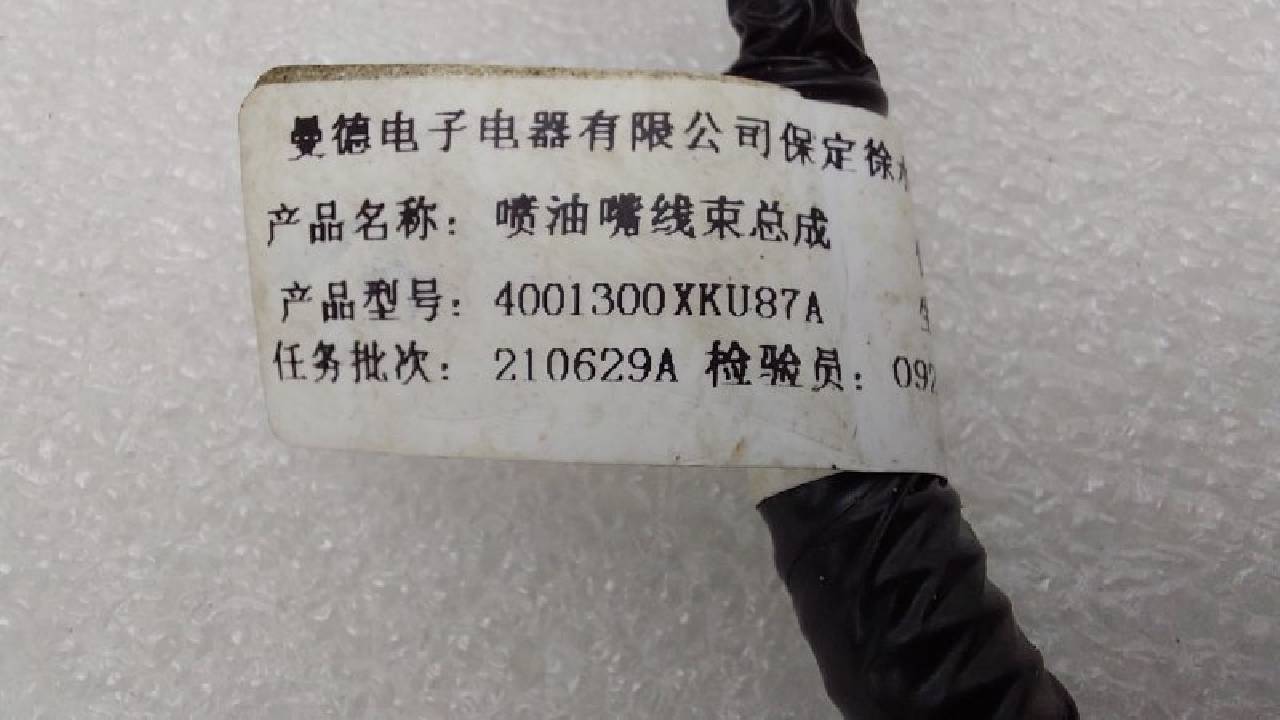 曼德电子电器有限公司保定徐
产品名称：喷油嘴线束总成
产品型号：4001300XKU87A
任务批次：210629A 检验员：092